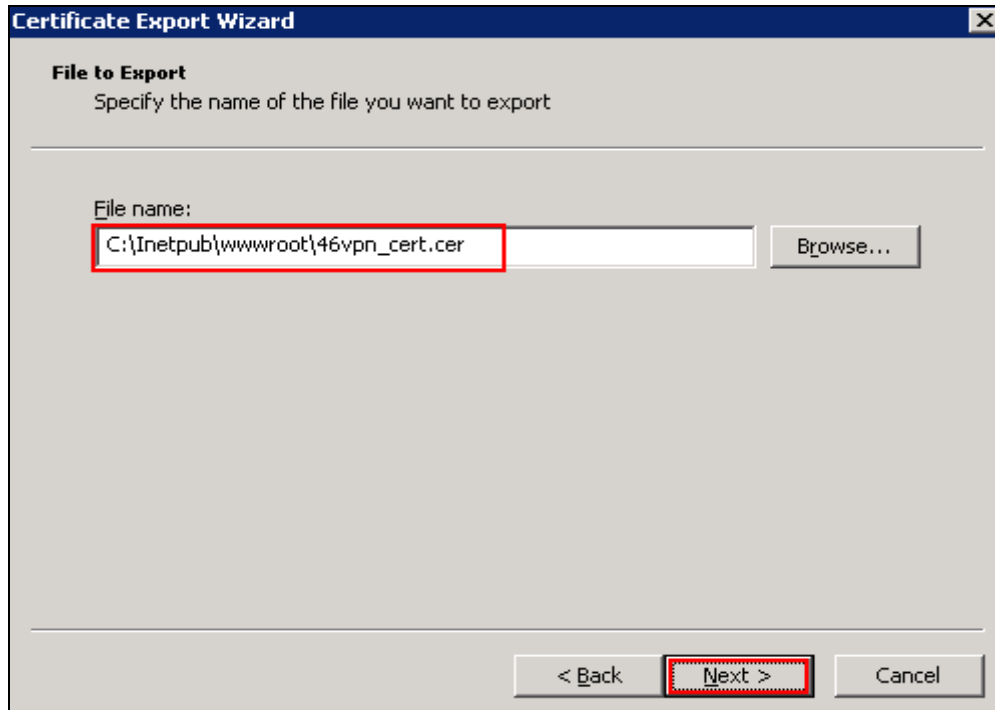 Certificate Export Wizard
File to Export
Specify the name of the file you want to export
File name:
C:\Inetpub\wwwroot\46vpn_cert.cer
Browse...
< Back
Next >
Cancel